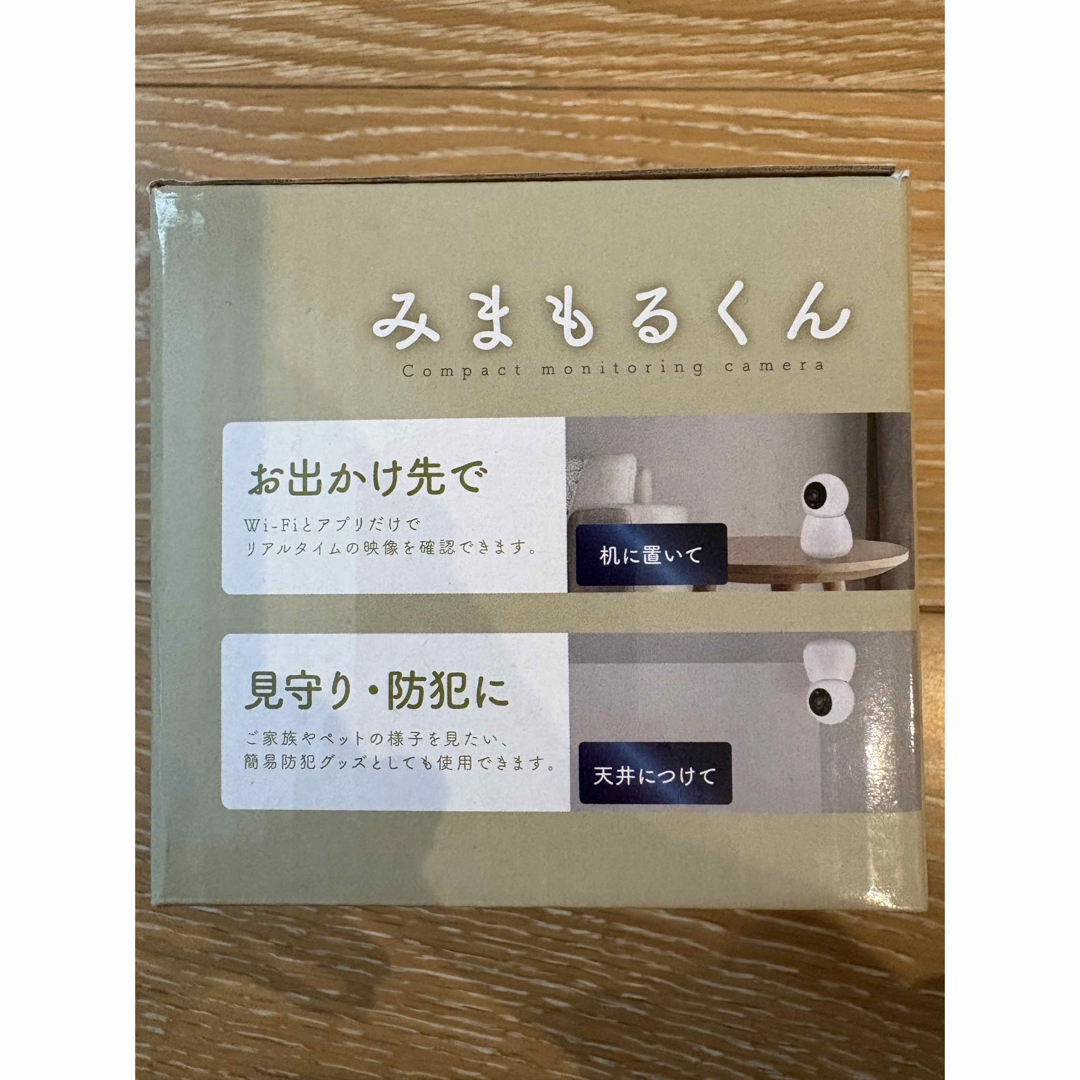 みまもるくん
Compact monitoring camera
お出かけ先で
Wi-Fiとアプリだけで
リアルタイムの映像を確認できます。
机に置いて
見守り・防犯に
ご家族やペットの様子を見たい、
簡易防犯グッズとしても使用できます。
天井につけて